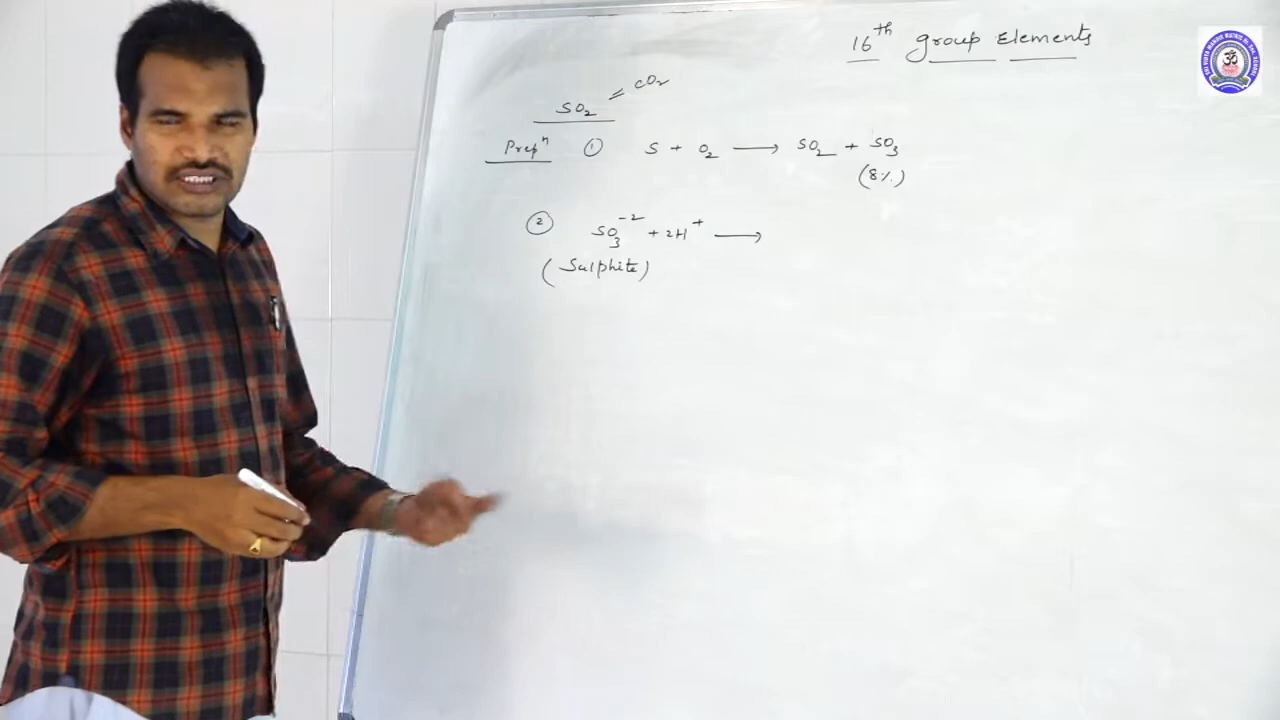 16th group Elements
SO2 = CO2
Prepn ① S + O2 ⟶ SO2 + SO3
(8%)
② SO3-2 + 2H+ ⟶
(Sulphite)